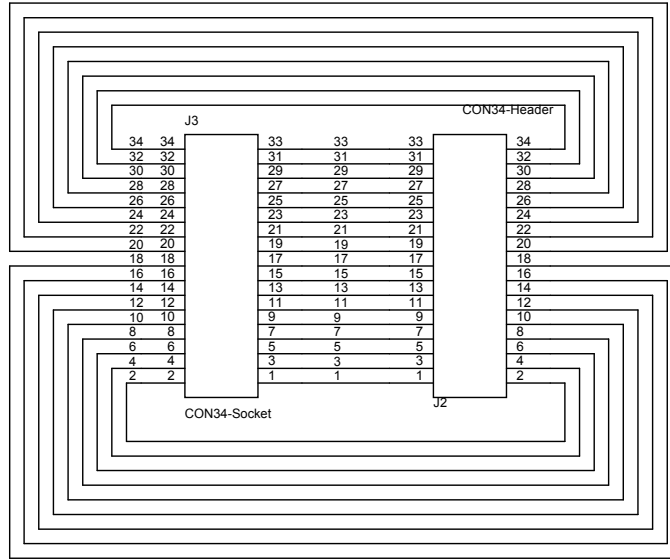 CON34-Header
J3
34 34 33 33 33 34
32 32 31 31 31 32
30 30 29 29 29 30
28 28 27 27 27 28
26 26 25 25 25 26
24 24 23 23 23 24
22 22 21 21 21 22
20 20 19 19 19 20
18 18 17 17 17 18
16 16 15 15 15 16
14 14 13 13 13 14
12 12 11 11 11 12
10 10 9 9 9 10
8 8 7 7 7 8
6 6 5 5 5 6
4 4 3 3 3 4
2 2 1 1 1 2
J2
CON34-Socket